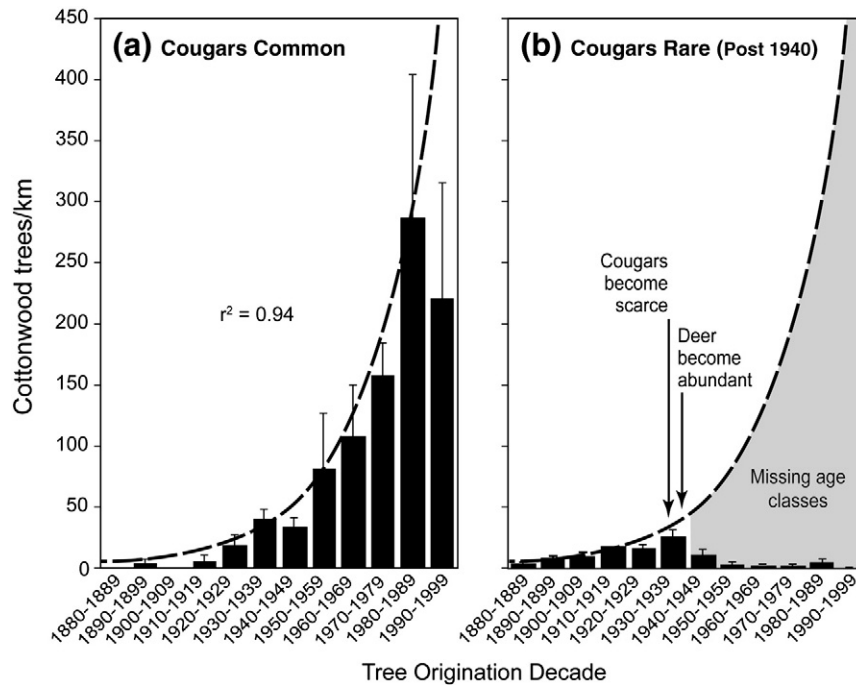 (a) Cougars Common
(b) Cougars Rare (Post 1940)
Cottonwood trees/km
450
400
350
300
250
200
150
100
50
0
r² = 0.94
Cougars
become
scarce
Deer
become
abundant
Missing age
classes
1880-1889
1890-1899
1900-1909
1910-1919
1920-1929
1930-1939
1940-1949
1950-1959
1960-1969
1970-1979
1980-1989
1990-1999
1880-1889
1890-1899
1900-1909
1910-1919
1920-1929
1930-1939
1940-1949
1950-1959
1960-1969
1970-1979
1980-1989
1990-1999
Tree Origination Decade